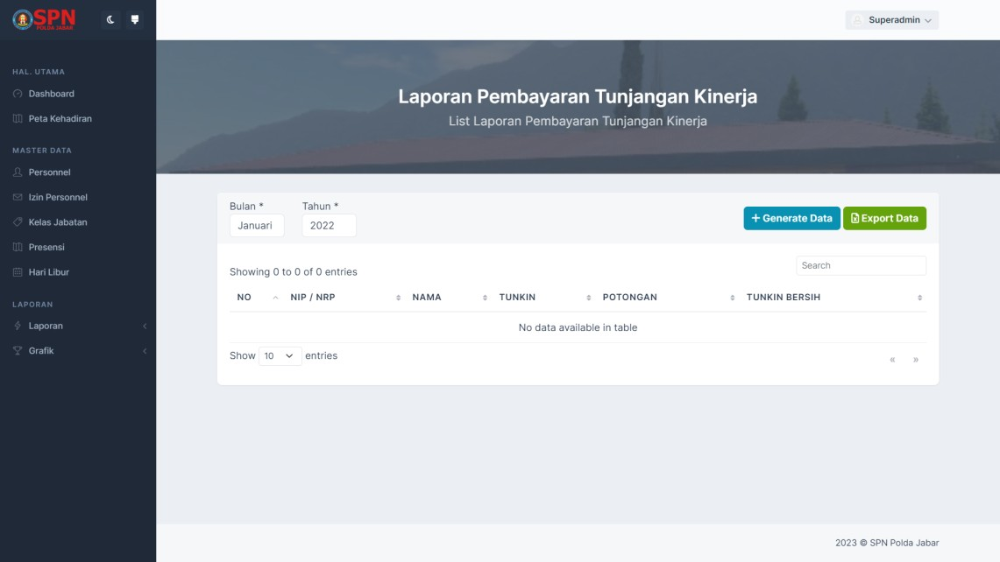 SPN
POLDA JABAR
Superadmin
HAL. UTAMA
Dashboard
Peta Kehadiran
MASTER DATA
Personnel
Izin Personnel
Kelas Jabatan
Presensi
Hari Libur
LAPORAN
Laporan
Grafik
Laporan Pembayaran Tunjangan Kinerja
List Laporan Pembayaran Tunjangan Kinerja
Bulan * Tahun *
Januari 2022
+ Generate Data Export Data
Search
Showing 0 to 0 of 0 entries
NO NIP / NRP NAMA TUNKIN POTONGAN TUNKIN BERSIH
No data available in table
Show 10 entries
« »
2023 © SPN Polda Jabar